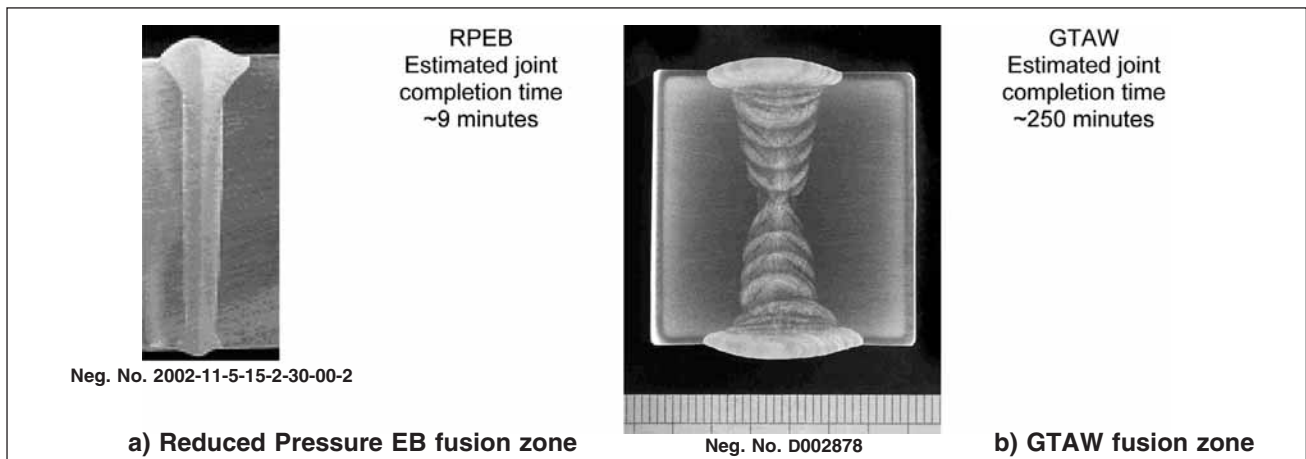 RPEB
Estimated joint
completion time
~9 minutes
Neg. No. 2002-11-5-15-2-30-00-2
a) Reduced Pressure EB fusion zone
GTAW
Estimated joint
completion time
~250 minutes
Neg. No. D002878
b) GTAW fusion zone